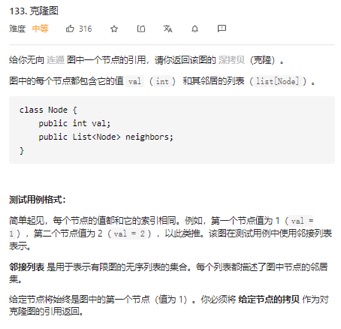 133. 克隆图
难度 中等 316
给你无向 连通 图中一个节点的引用，请你返回该图的 深拷贝（克隆）。
图中的每个节点都包含它的值 val（int） 和其邻居的列表（list[Node]）。
class Node {
public int val;
public List<Node> neighbors;
}
测试用例格式：
简单起见，每个节点的值都和它的索引相同。例如，第一个节点值为 1（val =
1），第二个节点值为 2（val = 2），以此类推。该图在测试用例中使用邻接列表
表示。
邻接列表 是用于表示有限图的无序列表的集合。每个列表都描述了图中节点的邻居
集。
给定节点将始终是图中的第一个节点（值为 1）。你必须将 给定节点的拷贝 作为对
克隆图的引用返回。